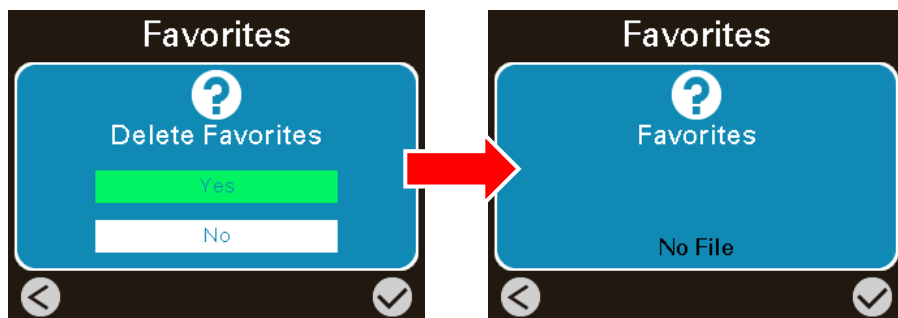 Favorites
?
Delete Favorites
Yes
No
Favorites
?
Favorites
No File